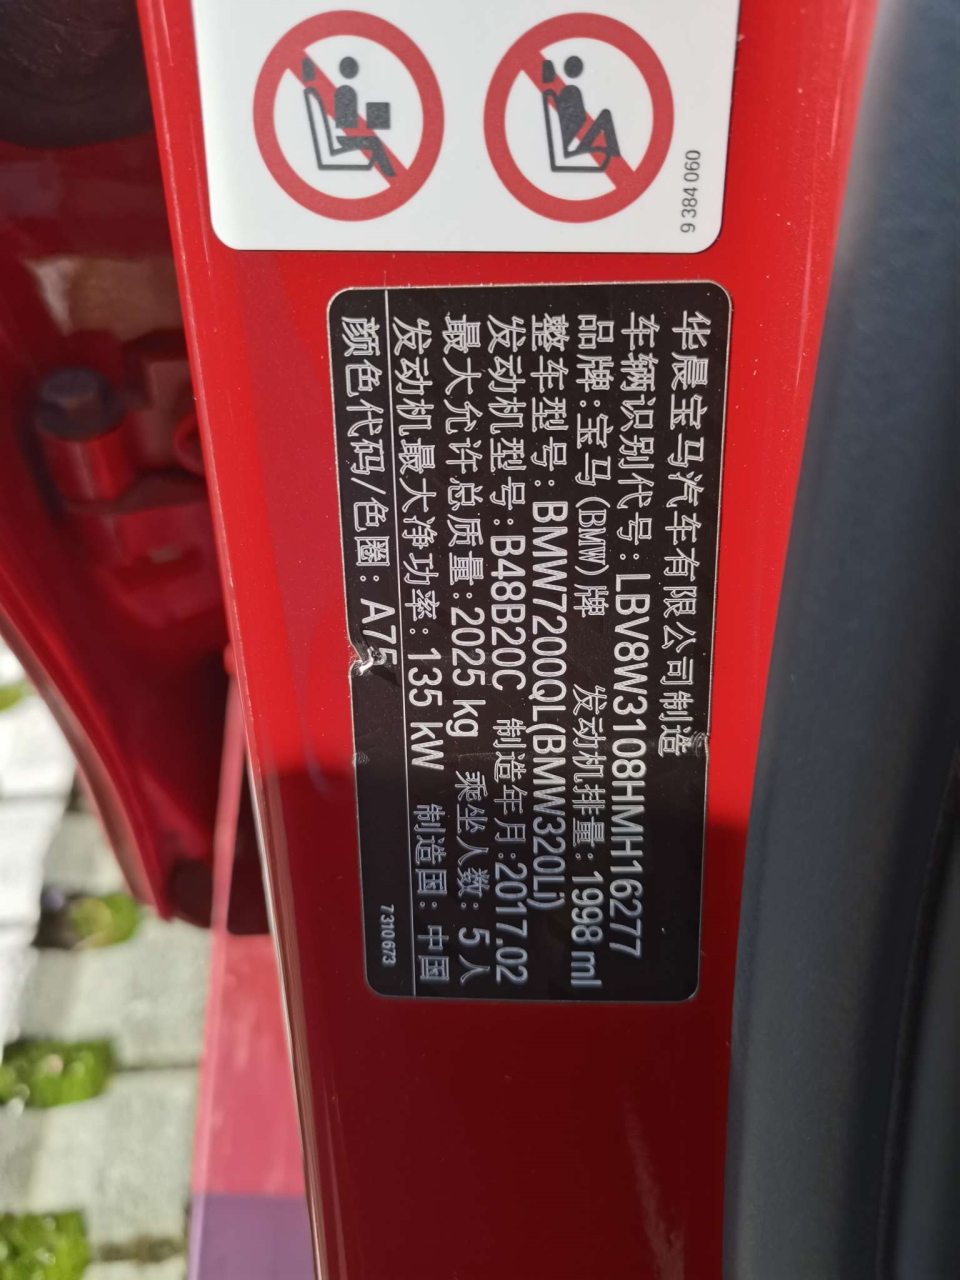 9 384 060
华晨宝马汽车有限公司制造
车辆识别代号:LBV8W3108HMH16277
品牌:宝马(BMW)牌 发动机排量:1998 ml
整车型号:BMW7200QL(BMW320Li)
发动机型号:B48B20C 制造年月:2017.02
最大允许总质量:2025 kg 乘坐人数:5人
发动机最大净功率:135 kW 制造国:中国
颜色代码/色圈:A75
7310673